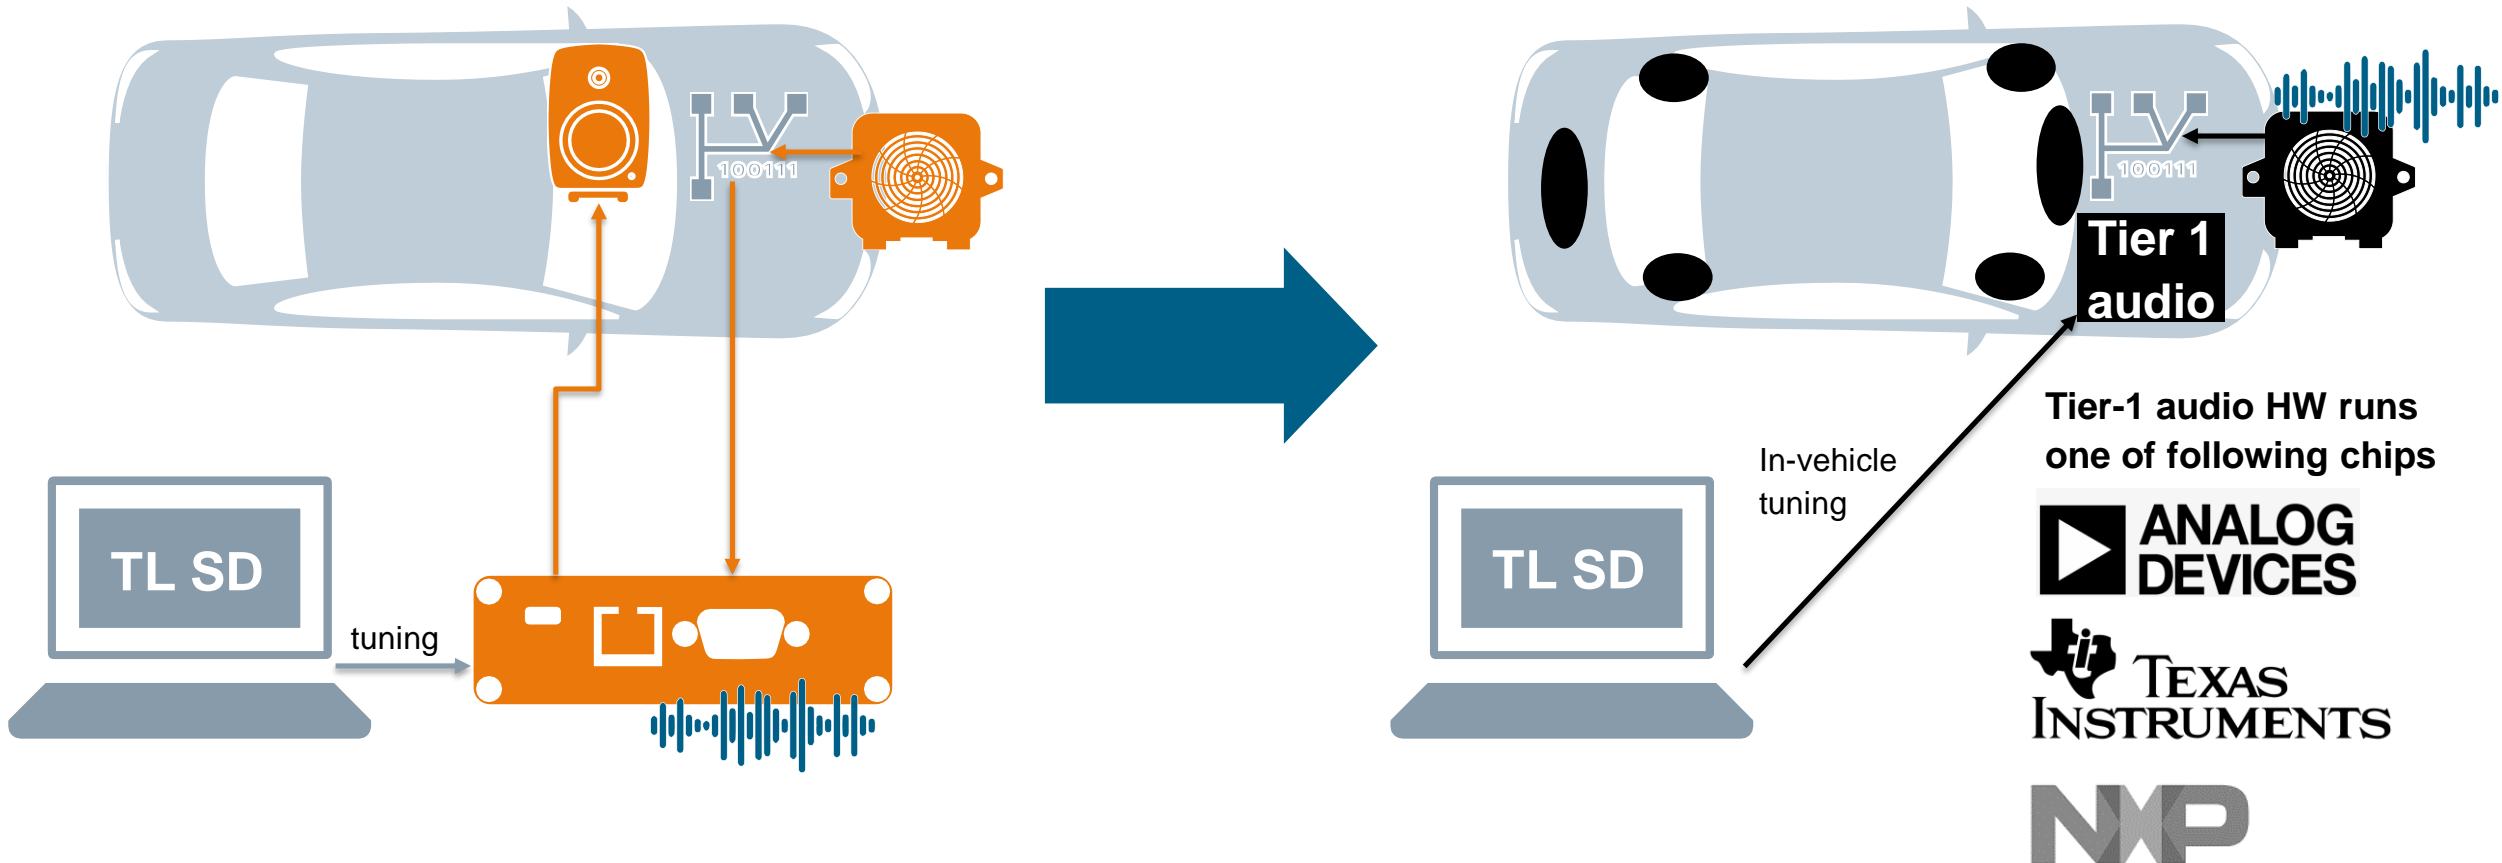 100111
TL SD
tuning
100111
Tier 1
audio
Tier-1 audio HW runs
one of following chips
In-vehicle
tuning
TL SD
ANALOG
DEVICES
TEXAS
INSTRUMENTS
NXP